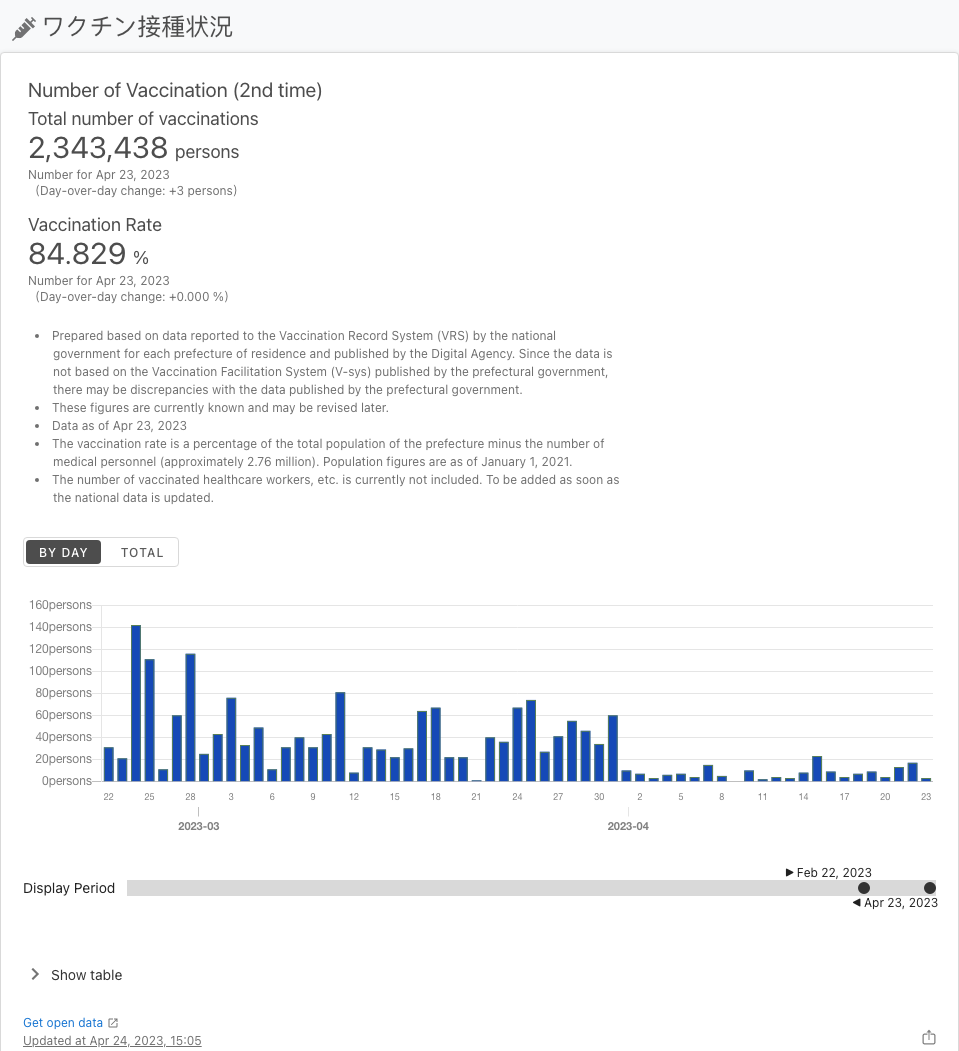 ワクチン接種状況
Number of Vaccination (2nd time)
Total number of vaccinations
2,343,438 persons
Number for Apr 23, 2023
(Day-over-day change: +3 persons)
Vaccination Rate
84.829 %
Number for Apr 23, 2023
(Day-over-day change: +0.000 %)
• Prepared based on data reported to the Vaccination Record System (VRS) by the national
government for each prefecture of residence and published by the Digital Agency. Since the data is
not based on the Vaccination Facilitation System (V-sys) published by the prefectural government,
there may be discrepancies with the data published by the prefectural government.
• These figures are currently known and may be revised later.
• Data as of Apr 23, 2023
• The vaccination rate is a percentage of the total population of the prefecture minus the number of
medical personnel (approximately 2.76 million). Population figures are as of January 1, 2021.
• The number of vaccinated healthcare workers, etc. is currently not included. To be added as soon as
the national data is updated.
BY DAY TOTAL
160persons
140persons
120persons
100persons
80persons
60persons
40persons
20persons
0persons
22 25 28 3 6 9 12 15 18 21 24 27 30 2 5 8 11 14 17 20 23
2023-03 2023-04
▶ Feb 22, 2023
Display Period
◀ Apr 23, 2023
Show table
Get open data
Updated at Apr 24, 2023, 15:05